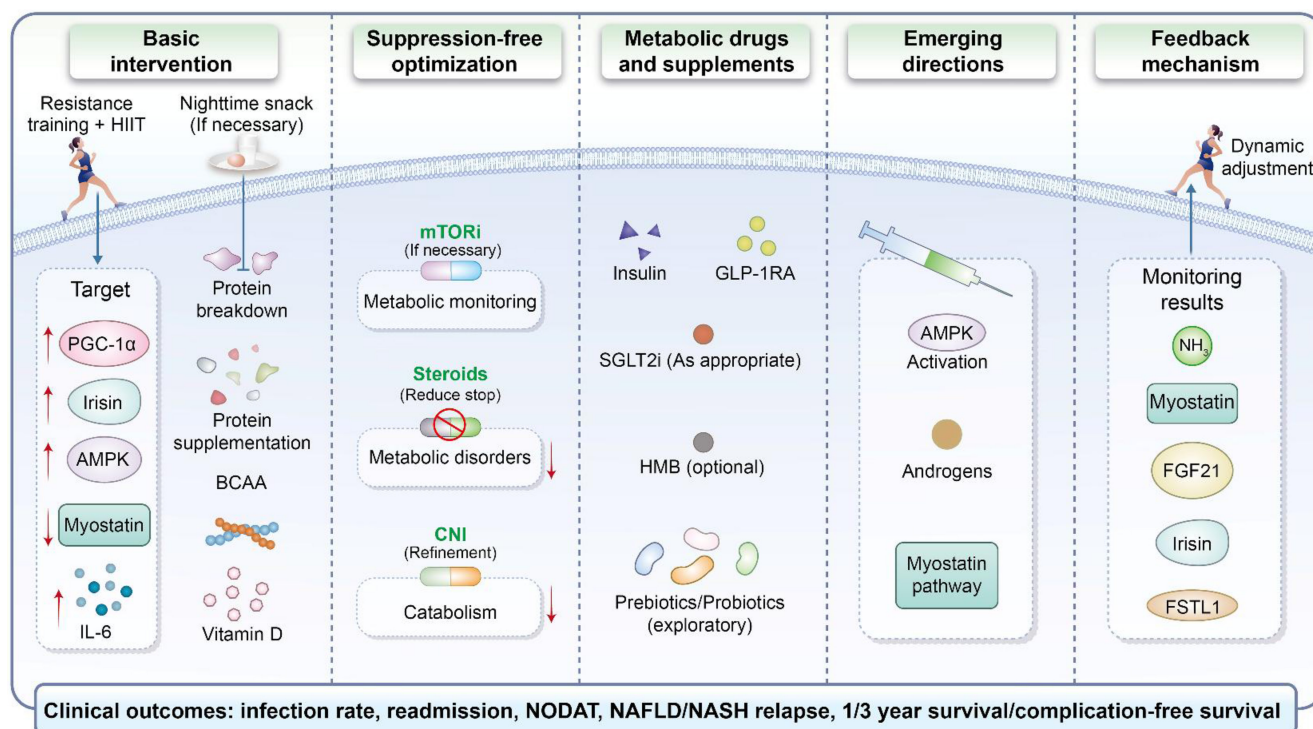 Basic
intervention
Resistance
training + HIIT
Nighttime snack
(If necessary)
Target
PGC-1α
Irisin
AMPK
Myostatin
IL-6
Protein
breakdown
Protein
supplementation
BCAA
Vitamin D
Suppression-free
optimization
mTORi
(If necessary)
Metabolic monitoring
Steroids
(Reduce stop)
Metabolic disorders
CNI
(Refinement)
Catabolism
Metabolic drugs
and supplements
Insulin
GLP-1RA
SGLT2i (As appropriate)
HMB (optional)
Prebiotics/Probiotics
(exploratory)
Emerging
directions
AMPK
Activation
Androgens
Myostatin
pathway
Feedback
mechanism
Dynamic
adjustment
Monitoring
results
NH₃
Myostatin
FGF21
Irisin
FSTL1
Clinical outcomes: infection rate, readmission, NODAT, NAFLD/NASH relapse, 1/3 year survival/complication-free survival